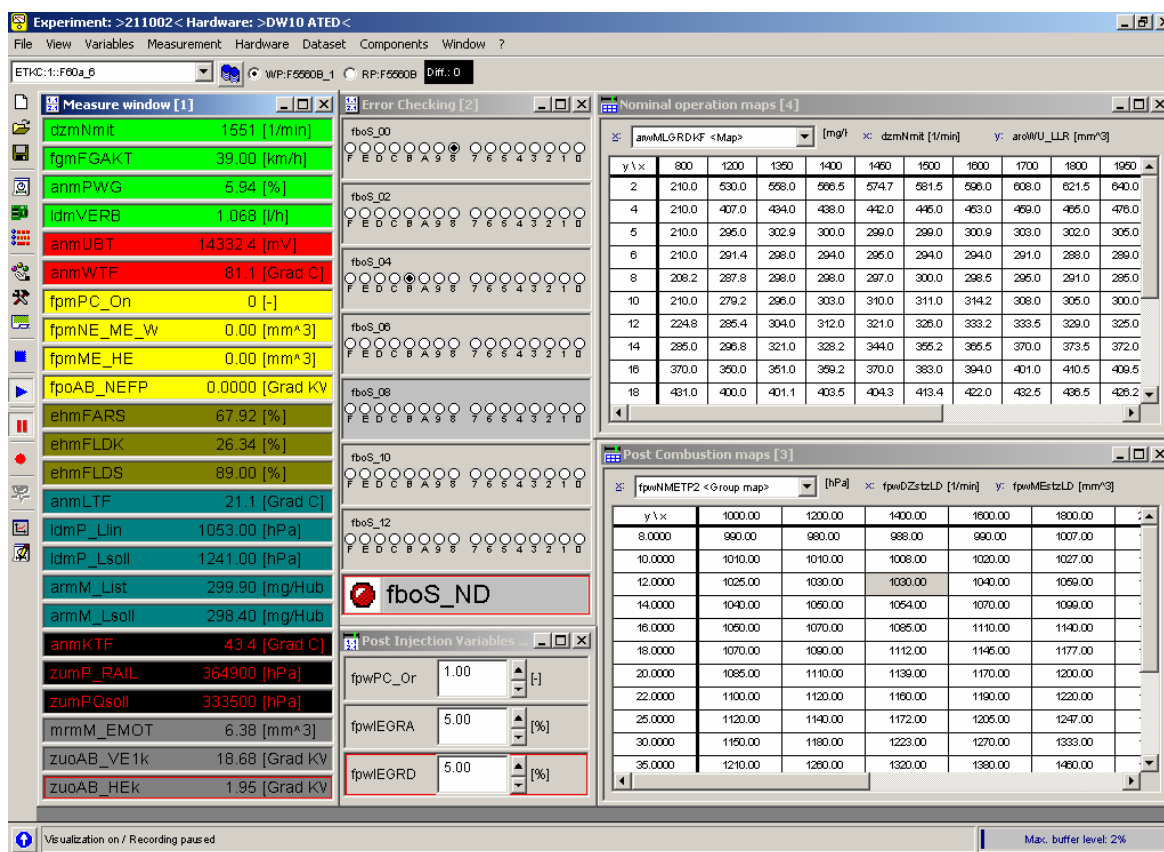 Experiment: >211002< Hardware: >DW10 ATED<
File View Variables Measurement Hardware Dataset Components Window ?
ETKC:1::F60a_6 WP:F5560B_1 RP:F5560B Diff.: 0
Measure window [1]
dzmNmit 1551 [1/min]
fgmFGAKT 39.00 [km/h]
anmPWG 5.94 [%]
ldmVERB 1.068 [l/h]
anmUBT 14332.4 [mV]
anmWTF 81.1 [Grad C]
fpmPC_On 0 [-]
fpmNE_ME_W 0.00 [mm^3]
fpmME_HE 0.00 [mm^3]
fpoAB_NEFP 0.0000 [Grad KV
ehmFARS 67.92 [%]
ehmFLDK 26.34 [%]
ehmFLDS 89.00 [%]
anmLTF 21.1 [Grad C]
ldmP_Llin 1053.00 [hPa]
ldmP_Lsoll 1241.00 [hPa]
armM_List 299.90 [mg/Hub
armM_Lsoll 298.40 [mg/Hub
anmKTF 43.4 [Grad C]
zumP_RAIL 364900 [hPa]
zumPQsoll 333500 [hPa]
mrmM_EMOT 6.38 [mm^3]
zuoAB_VE1k 18.68 [Grad KV
zuoAB_HEk 1.95 [Grad KV
Error Checking [2]
fboS_00
F E D C B A 9 8 7 6 5 4 3 2 1 0
fboS_02
F E D C B A 9 8 7 6 5 4 3 2 1 0
fboS_04
F E D C B A 9 8 7 6 5 4 3 2 1 0
fboS_06
F E D C B A 9 8 7 6 5 4 3 2 1 0
fboS_08
F E D C B A 9 8 7 6 5 4 3 2 1 0
fboS_10
F E D C B A 9 8 7 6 5 4 3 2 1 0
fboS_12
F E D C B A 9 8 7 6 5 4 3 2 1 0
fboS_ND
Post Injection Variables ...
fpwPC_Or 1.00 [-]
fpwIEGRA 5.00 [%]
fpwIEGRD 5.00 [%]
Nominal operation maps [4]
z: arwMLGRDKF <Map> [mg/H x: dzmNmit [1/min] y: aroWU_LLR [mm^3]
y \ x 800 1200 1350 1400 1450 1500 1600 1700 1800 1950
2 210.0 530.0 558.0 566.5 574.7 581.5 596.0 608.0 621.5 640.0
4 210.0 407.0 434.0 438.0 442.0 445.0 453.0 459.0 465.0 476.0
5 210.0 295.0 302.9 300.0 299.0 299.0 300.9 303.0 302.0 305.0
6 210.0 291.4 298.0 294.0 295.0 294.0 294.0 291.0 288.0 289.0
8 208.2 287.8 298.0 298.0 297.0 300.0 298.5 295.0 291.0 285.0
10 210.0 279.2 296.0 303.0 310.0 311.0 314.2 308.0 305.0 300.0
12 224.8 285.4 304.0 312.0 321.0 326.0 333.2 333.5 329.0 325.0
14 285.0 296.8 321.0 328.2 344.0 355.2 365.5 370.0 373.5 372.0
16 370.0 350.0 351.0 359.2 370.0 383.0 394.0 401.0 410.5 409.5
18 431.0 400.0 401.1 403.5 404.3 413.4 422.0 432.5 436.5 426.2
Post Combustion maps [3]
z: fpwNMETP2 <Group map> [hPa] x: fpwDZstzLD [1/min] y: fpwMEstzLD [mm^3]
y \ x 1000.00 1200.00 1400.00 1600.00 1800.00
8.0000 990.00 980.00 988.00 990.00 1007.00
10.0000 1010.00 1010.00 1008.00 1020.00 1027.00
12.0000 1025.00 1030.00 1030.00 1040.00 1059.00
14.0000 1040.00 1050.00 1054.00 1070.00 1099.00
16.0000 1050.00 1070.00 1085.00 1110.00 1140.00
18.0000 1070.00 1090.00 1112.00 1145.00 1177.00
20.0000 1085.00 1110.00 1139.00 1170.00 1200.00
22.0000 1100.00 1120.00 1160.00 1190.00 1220.00
25.0000 1120.00 1140.00 1172.00 1205.00 1247.00
30.0000 1150.00 1180.00 1223.00 1270.00 1333.00
35.0000 1210.00 1260.00 1320.00 1380.00 1460.00
Visualization on / Recording paused
Max. buffer level: 2%